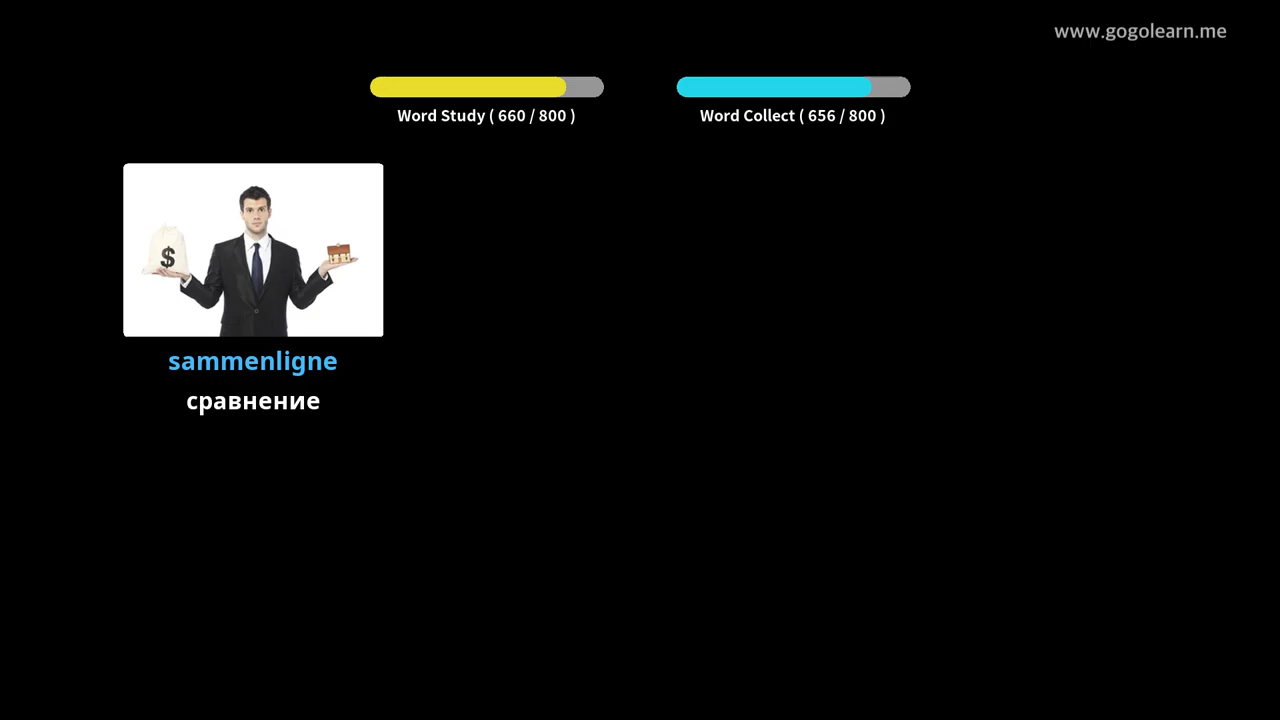 www.gogolearn.me
Word Study ( 660 / 800 )
Word Collect ( 656 / 800 )
$
sammenligne
сравнение